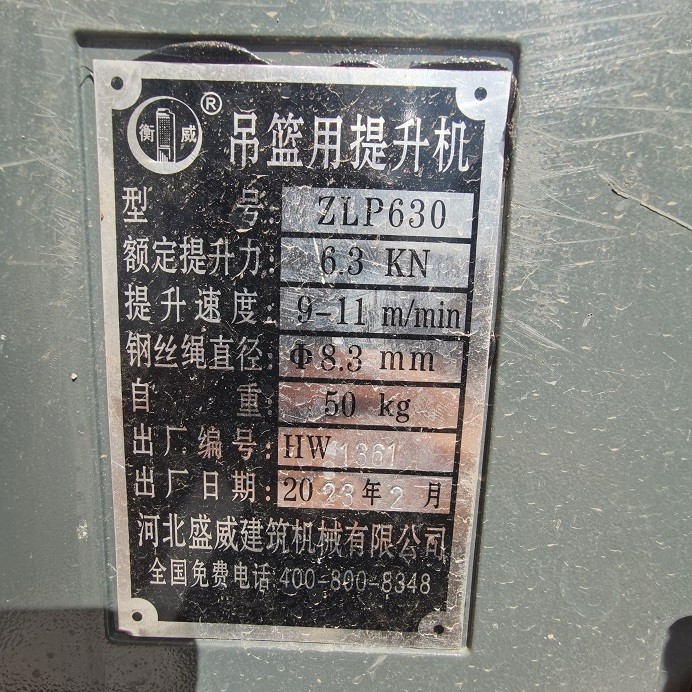 衡 威 ®
吊篮用提升机
型 号: ZLP630
额定提升力: 6.3 KN
提升速度: 9-11 m/min
钢丝绳直径: Φ8.3 mm
自 重: 50 kg
出厂编号: HW 1361
出厂日期: 2023年2月
河北盛威建筑机械有限公司
全国免费电话:400-800-8348